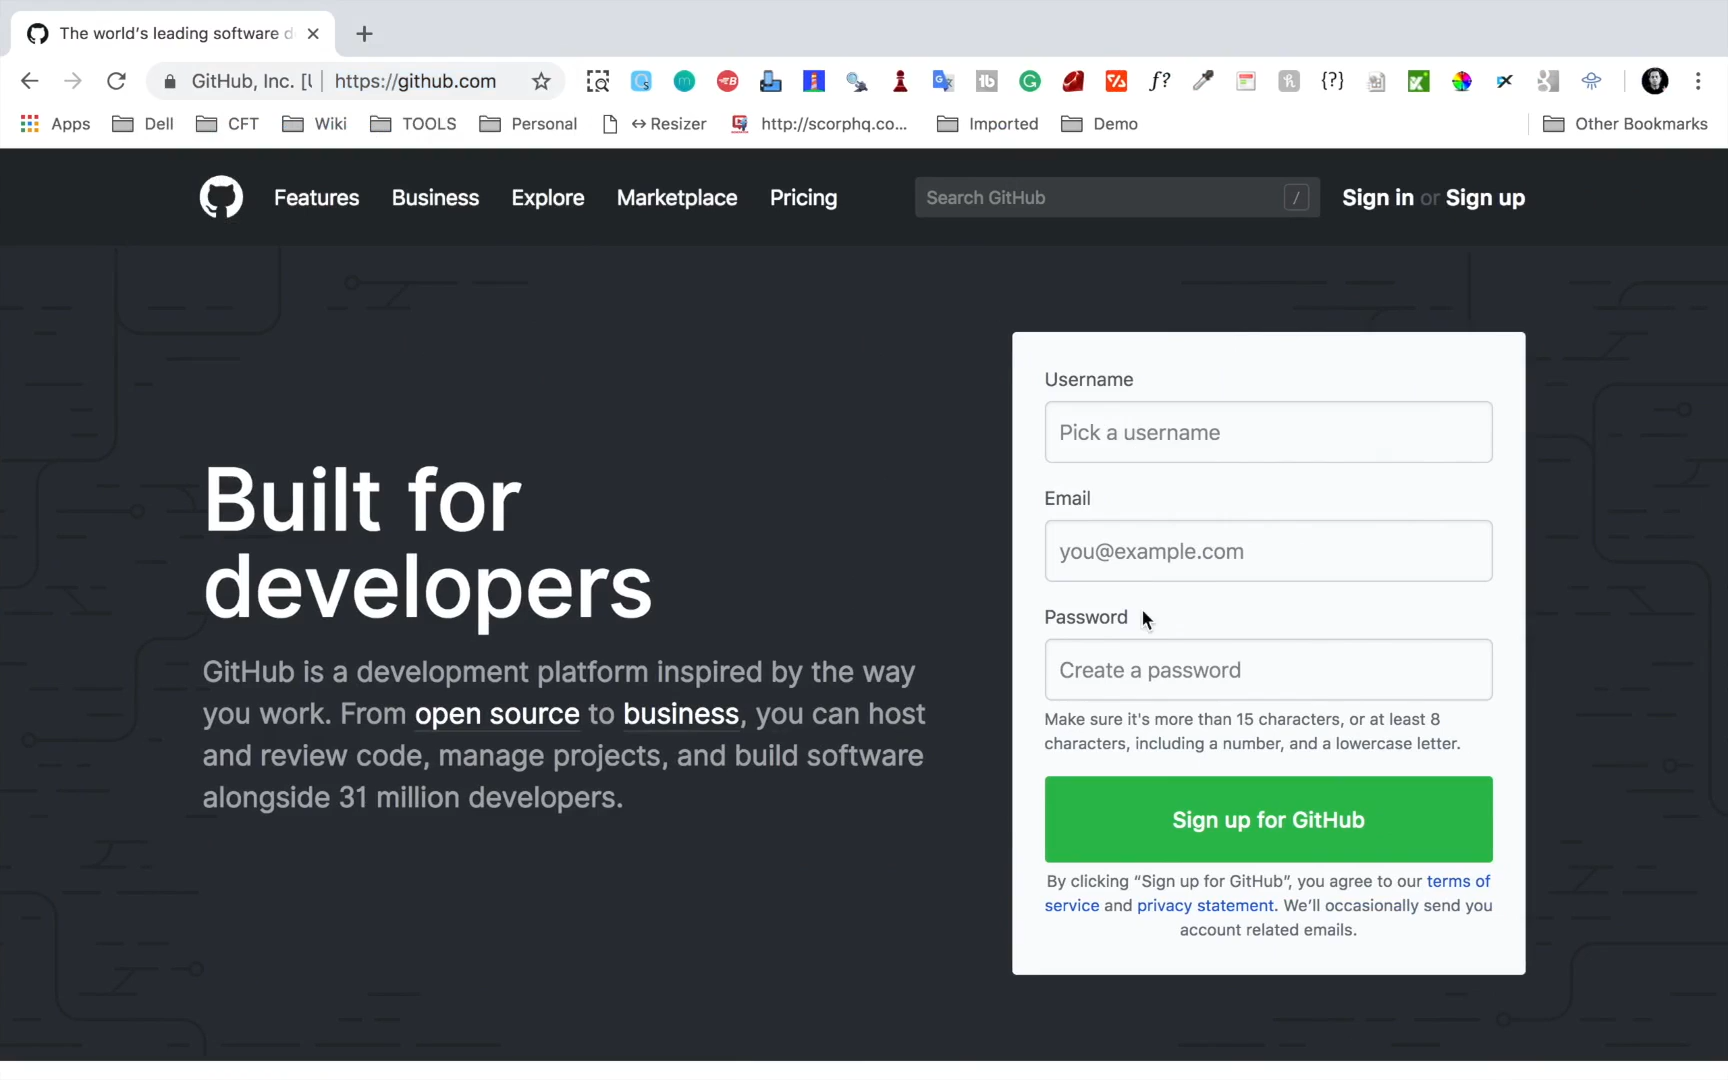 The world's leading software d
GitHub, Inc. [U https://github.com
Apps Dell CFT Wiki TOOLS Personal ↔Resizer http://scorphq.co... Imported Demo Other Bookmarks
Features Business Explore Marketplace Pricing Search GitHub / Sign in or Sign up
Built for
developers
GitHub is a development platform inspired by the way
you work. From open source to business, you can host
and review code, manage projects, and build software
alongside 31 million developers.
Username
Pick a username
Email
you@example.com
Password
Create a password
Make sure it's more than 15 characters, or at least 8
characters, including a number, and a lowercase letter.
Sign up for GitHub
By clicking “Sign up for GitHub”, you agree to our terms of
service and privacy statement. We’ll occasionally send you
account related emails.